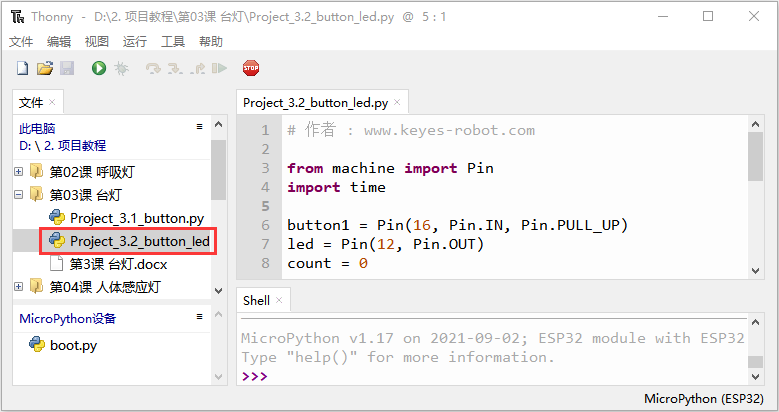 Thonny - D:\2. 项目教程\第03课 台灯\Project_3.2_button_led.py @ 5 : 1
文件 编辑 视图 运行 工具 帮助
STOP
文件
此电脑
D: \ 2. 项目教程
第02课 呼吸灯
第03课 台灯
Project_3.1_button.py
Project_3.2_button_led
第3课 台灯.docx
第04课 人体感应灯
MicroPython设备
boot.py
Project_3.2_button_led.py
1 # 作者 : www.keyes-robot.com
2
3 from machine import Pin
4 import time
5
6 button1 = Pin(16, Pin.IN, Pin.PULL_UP)
7 led = Pin(12, Pin.OUT)
8 count = 0
Shell
MicroPython v1.17 on 2021-09-02; ESP32 module with ESP32
Type "help()" for more information.
>>>
MicroPython (ESP32)